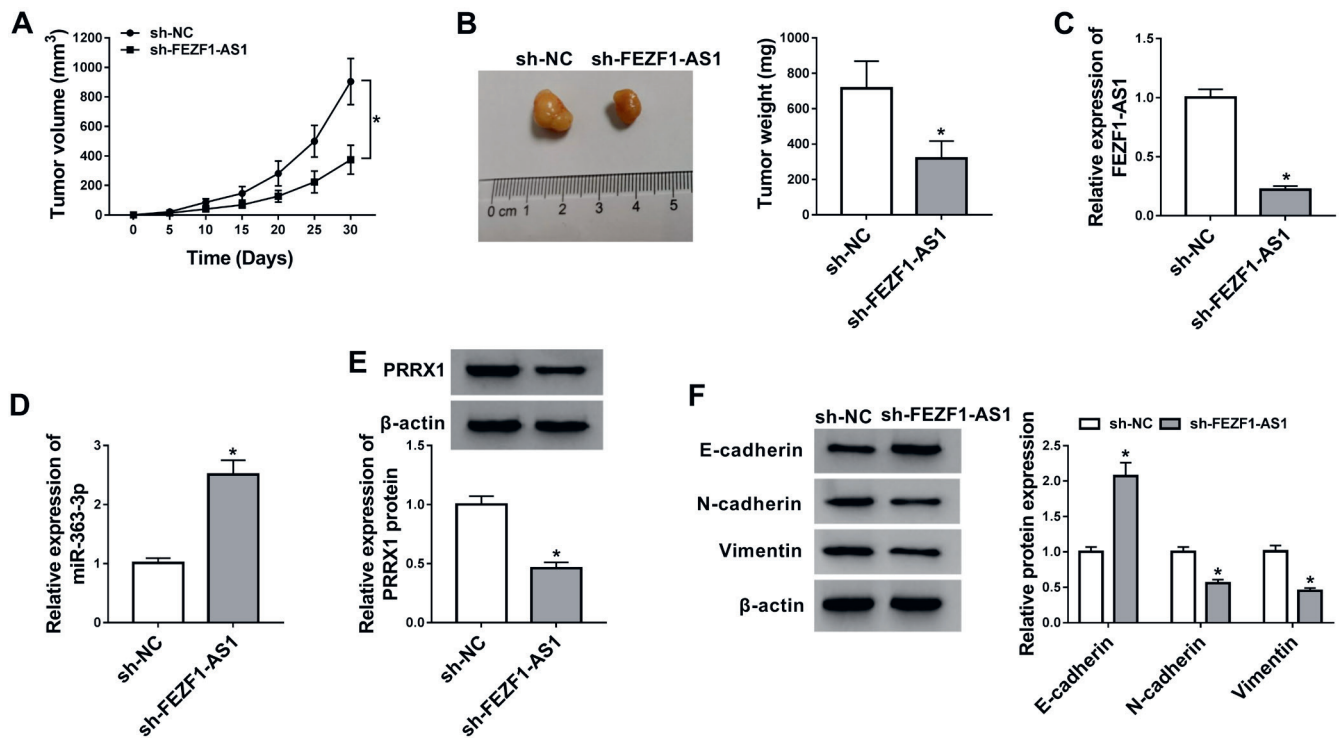 A
sh-NC
sh-FEZF1-AS1
Tumor volume (mm3)
1200
1000
800
600
400
200
0
0 5 10 15 20 25 30
Time (Days)
*
B
sh-NC sh-FEZF1-AS1
0 cm 1 2 3 4 5
Tumor weight (mg)
1000
800
600
400
200
0
*
sh-NC
sh-FEZF1-AS1
C
Relative expression of
FEZF1-AS1
1.5
1.0
0.5
0.0
*
sh-NC
sh-FEZF1-AS1
D
Relative expression of
miR-363-3p
3
2
1
0
*
sh-NC
sh-FEZF1-AS1
E
PRRX1
β-actin
Relative expression of
PRRX1 protein
1.5
1.0
0.5
0.0
*
sh-NC
sh-FEZF1-AS1
F
sh-NC sh-FEZF1-AS1
E-cadherin
N-cadherin
Vimentin
β-actin
sh-NC sh-FEZF1-AS1
Relative protein expression
2.5
2.0
1.5
1.0
0.5
0.0
*
*
*
E-cadherin
N-cadherin
Vimentin